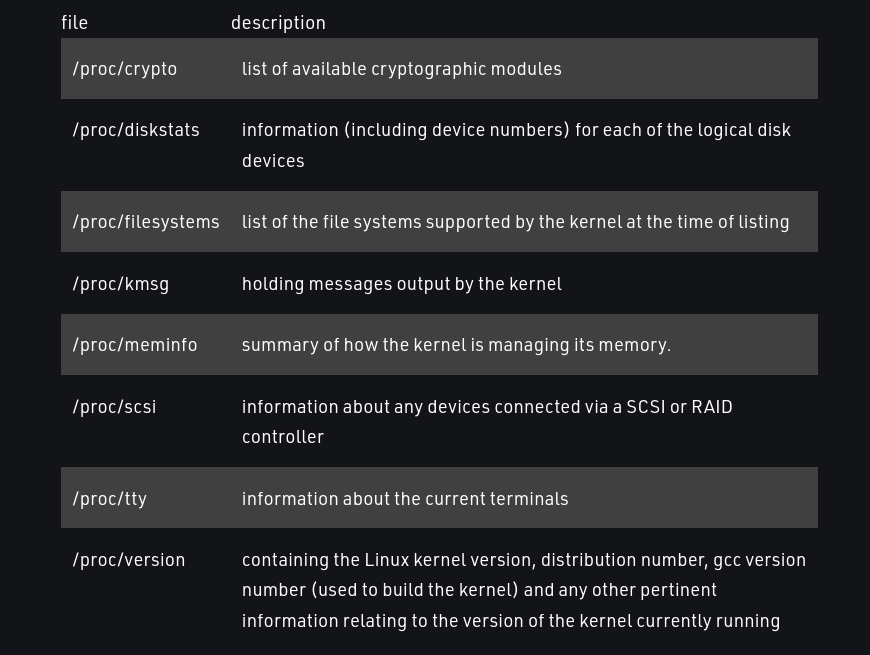 file description
/proc/crypto list of available cryptographic modules
/proc/diskstats information (including device numbers) for each of the logical disk
devices
/proc/filesystems list of the file systems supported by the kernel at the time of listing
/proc/kmsg holding messages output by the kernel
/proc/meminfo summary of how the kernel is managing its memory.
/proc/scsi information about any devices connected via a SCSI or RAID
controller
/proc/tty information about the current terminals
/proc/version containing the Linux kernel version, distribution number, gcc version
number (used to build the kernel) and any other pertinent
information relating to the version of the kernel currently running